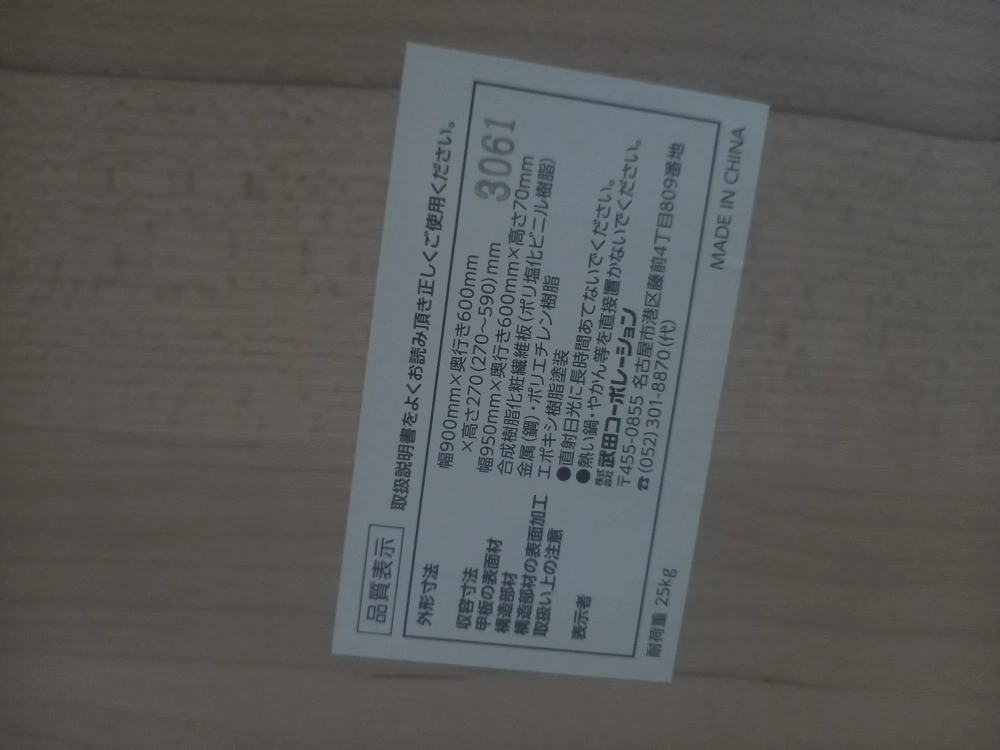 品質表示 取扱説明書をよくお読み頂き正しくご使用ください。
外形寸法 幅900mm×奥行き600mm
×高さ270(270～590)mm
3061
収容寸法 幅950mm×奥行き600mm×高さ70mm
甲板の表面材 合成樹脂化粧繊維板(ポリ塩化ビニル樹脂)
構造部材 金属(鋼)・ポリエチレン樹脂
構造部材の表面加工 エポキシ樹脂塗装
取扱い上の注意 ●直射日光に長時間あてないでください。
●熱い鍋・やかん等を直接置かないでください。
表示者 株式会社 武田コーポレーション
〒455-0855 名古屋市港区藤前4丁目809番地
☎(052)301-8870(代)
耐荷重 25kg MADE IN CHINA